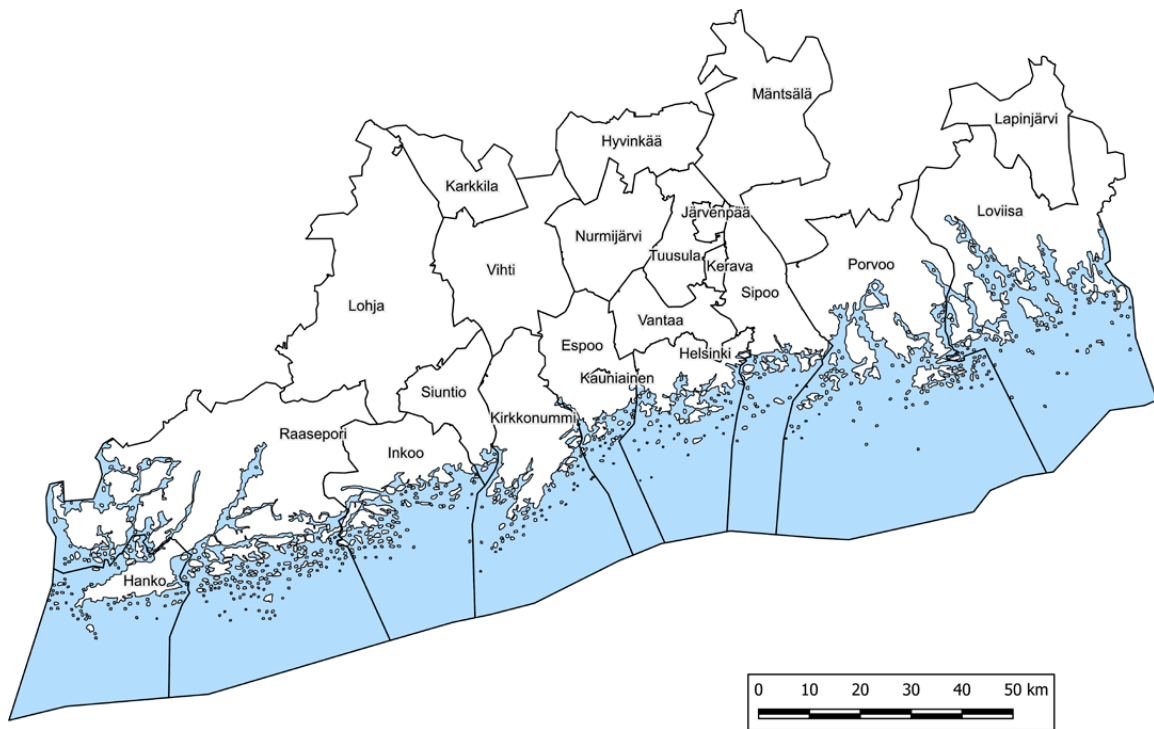 Mäntsälä
Lapinjärvi
Hyvinkää
Karkkila
Järvenpää
Loviisa
Nurmijärvi
Tuusula
Kerava
Porvoo
Vihti
Sipoo
Lohja
Vantaa
Espoo
Helsinki
Kauniainen
Siuntio
Kirkkonummi
Raasepori
Inkoo
Hanko
0 10 20 30 40 50 km